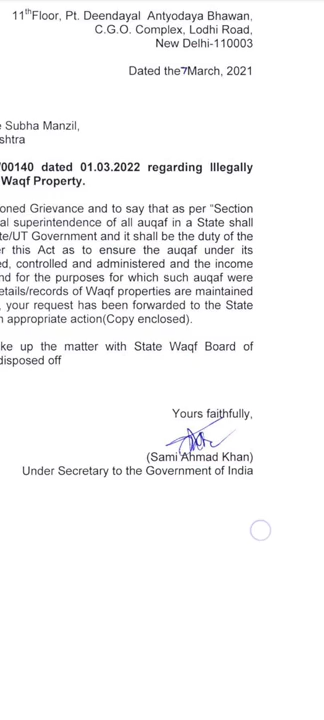 11thFloor, Pt. Deendayal Antyodaya Bhawan,
C.G.O. Complex, Lodhi Road,
New Delhi-110003
Dated the7March, 2021
Subha Manzil,
shtra
00140 dated 01.03.2022 regarding Illegally
Waqf Property.
oned Grievance and to say that as per “Section
al superintendence of all auqaf in a State shall
te/UT Government and it shall be the duty of the
er this Act as to ensure the auqaf under its
ed, controlled and administered and the income
nd for the purposes for which such auqaf were
etails/records of Waqf properties are maintained
, your request has been forwarded to the State
n appropriate action(Copy enclosed).
ke up the matter with State Waqf Board of
disposed off
Yours faithfully,
(Sami Ahmad Khan)
Under Secretary to the Government of India